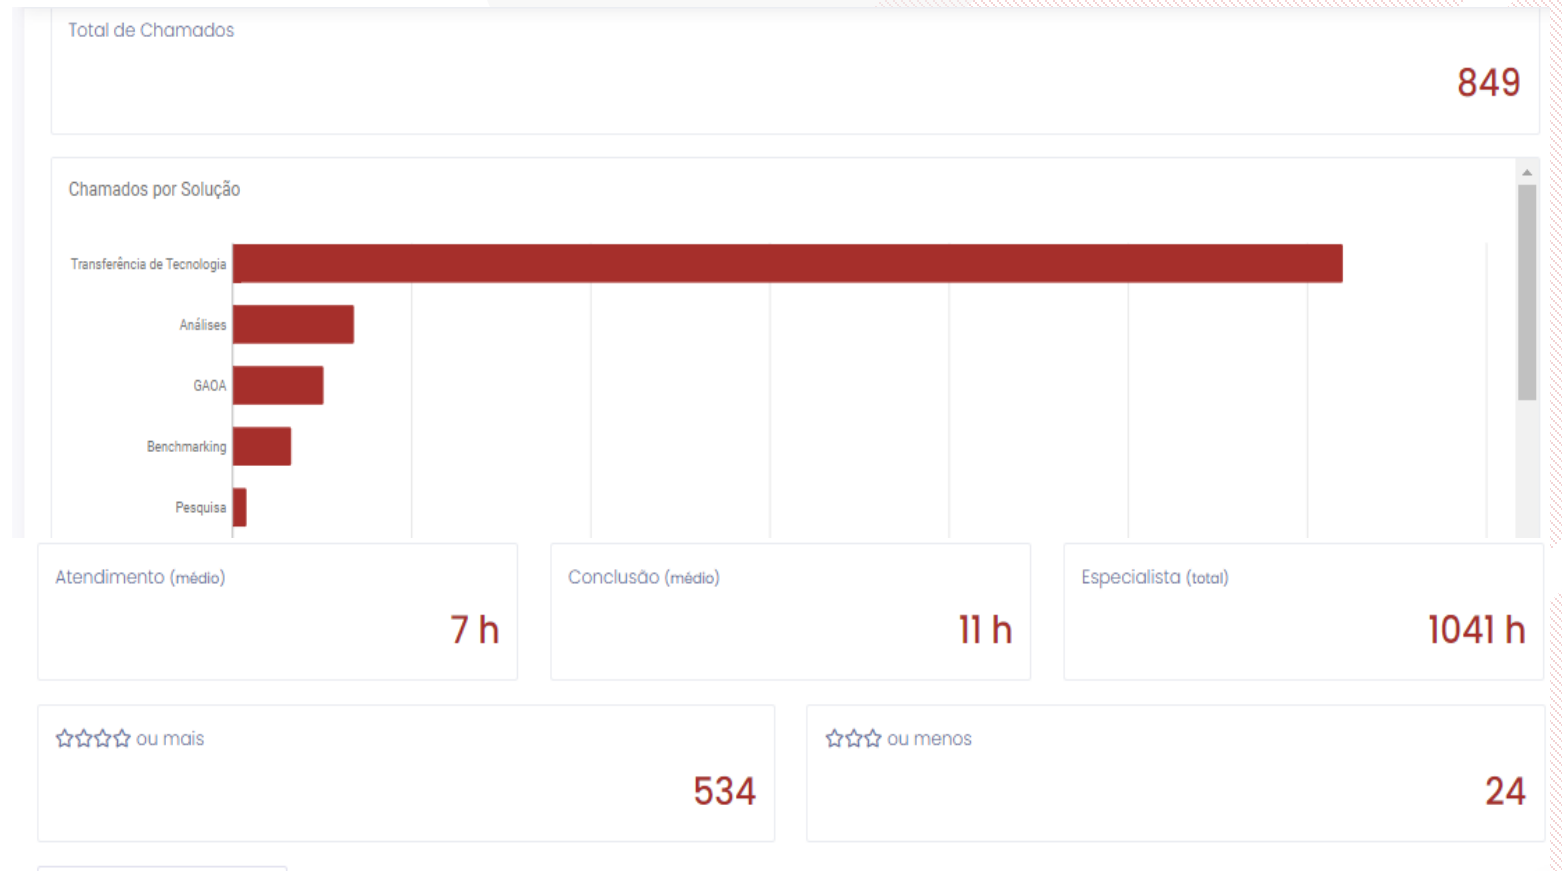 Total de Chamados
849
Chamados por Solução
Transferência de Tecnologia
Análises
GAOA
Benchmarking
Pesquisa
Atendimento (médio)
7 h
Conclusão (médio)
11 h
Especialista (total)
1041 h
ou mais
534
ou menos
24